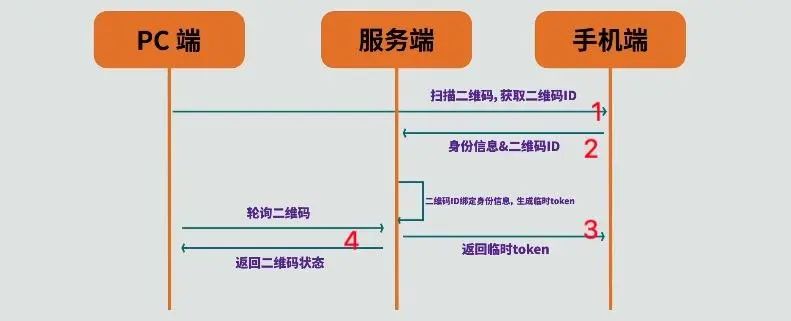 PC 端
服务端
手机端
扫描二维码, 获取二维码ID
1
身份信息&二维码ID
2
二维码ID绑定身份信息, 生成临时token
轮询二维码
3
4
返回临时token
返回二维码状态